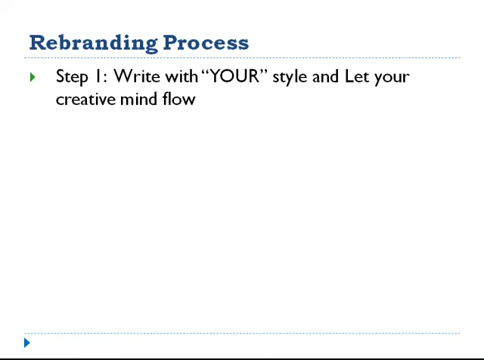 Rebranding Process
Step 1: Write with “YOUR” style and Let your
creative mind flow